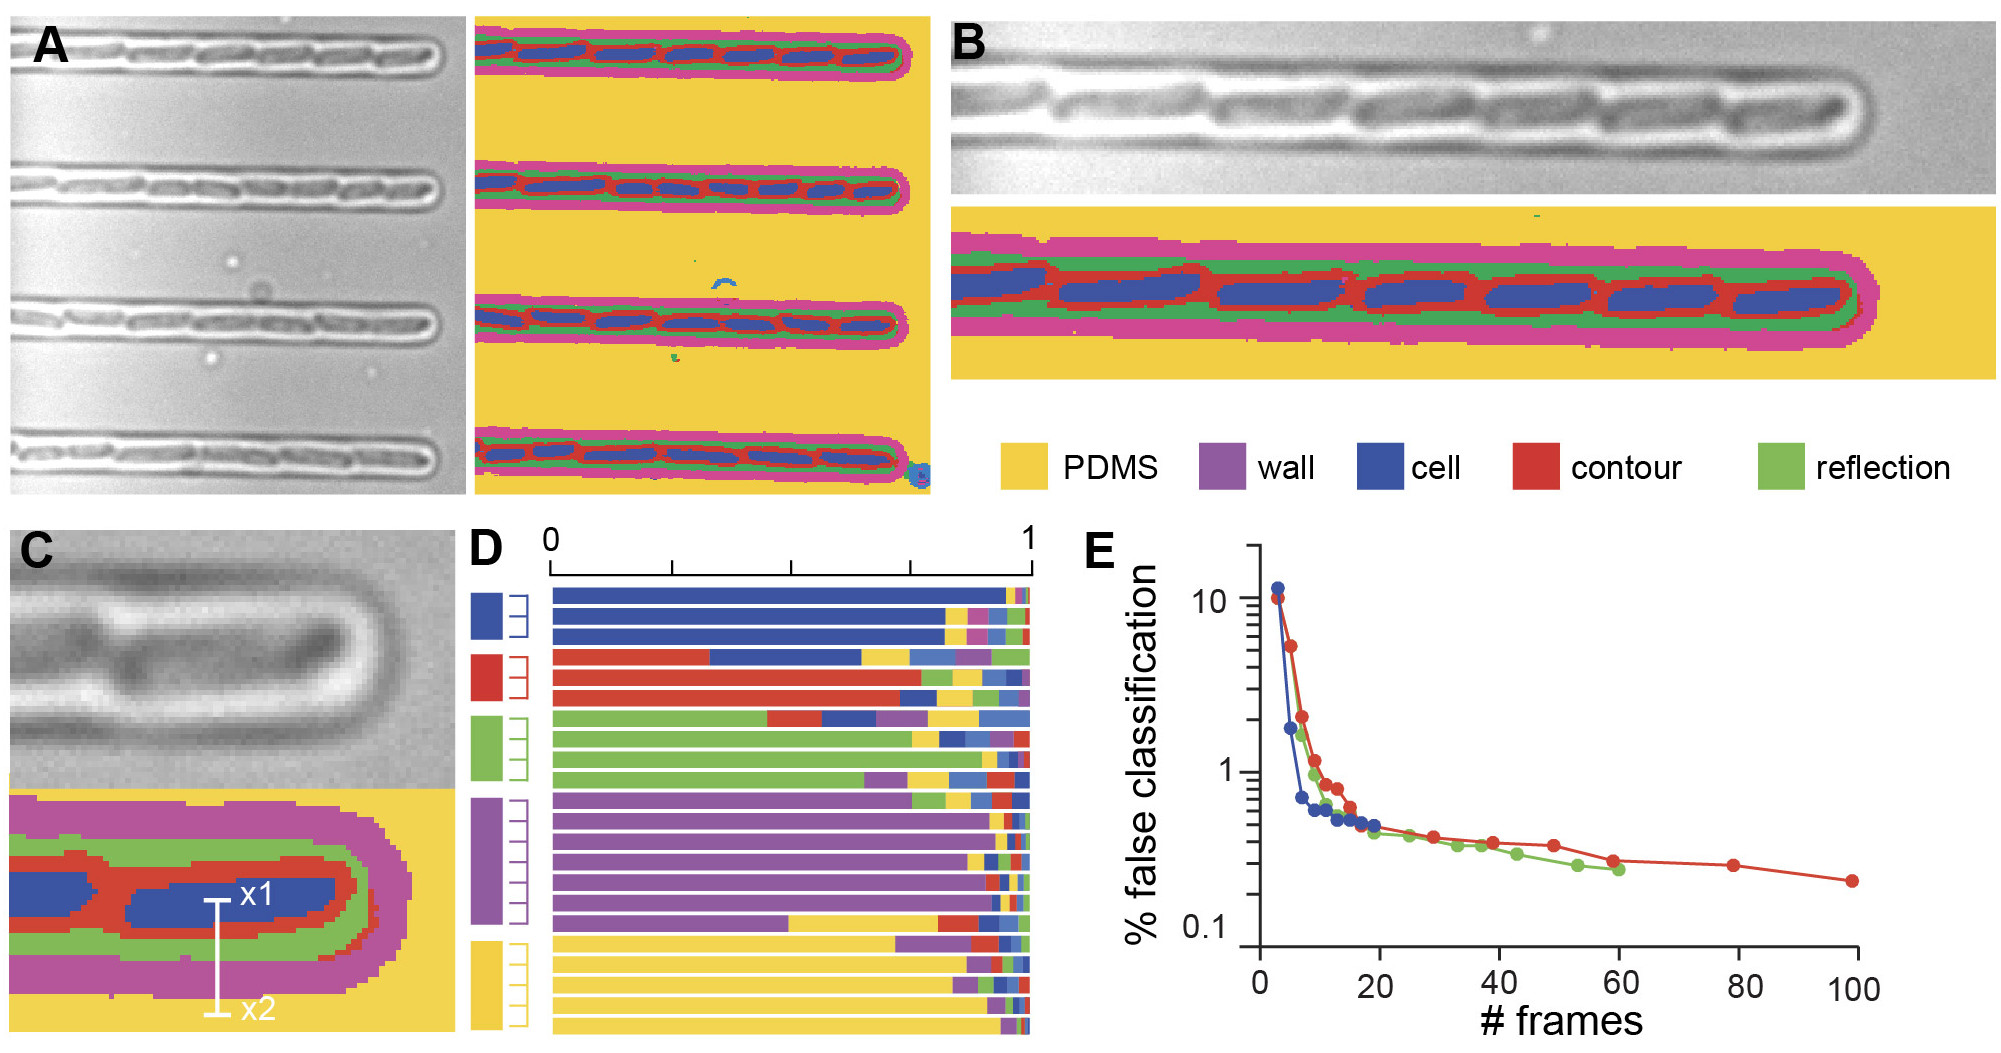 A
B
PDMS wall cell contour reflection
C
x1
x2
D
0 1
E
% false classification
10
1
0.1
0 20 40 60 80 100
# frames